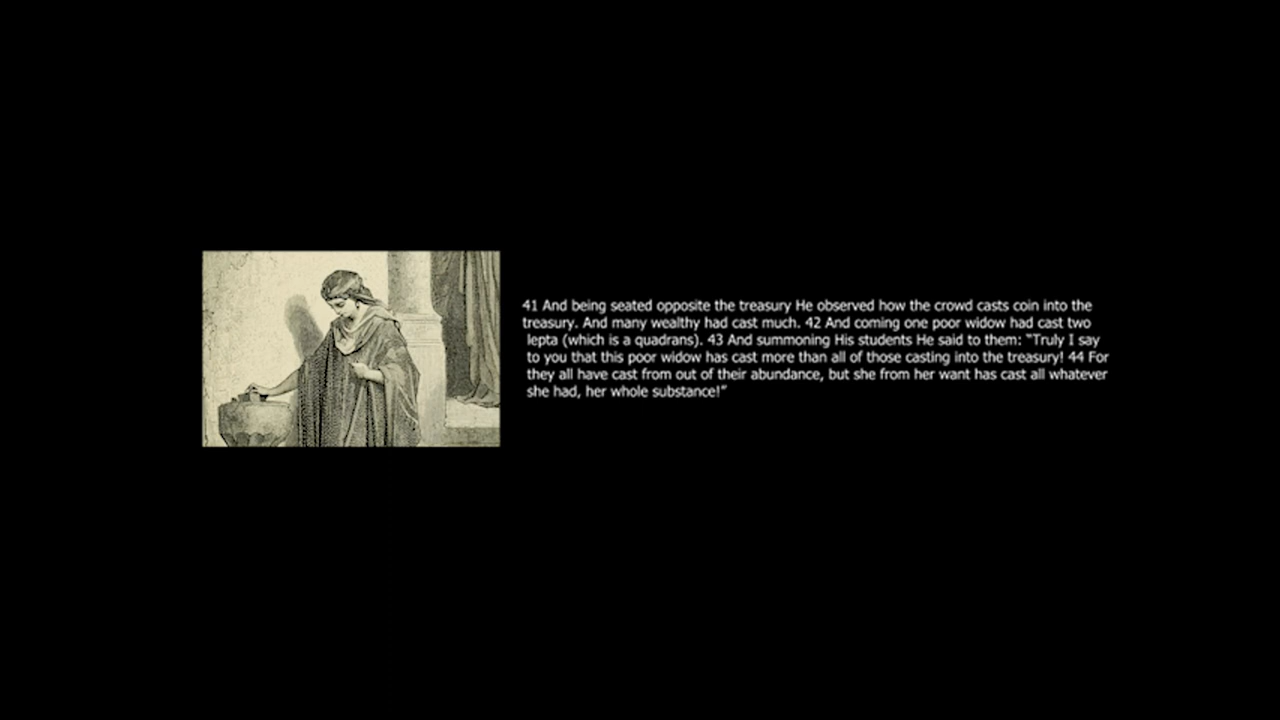 41 And being seated opposite the treasury He observed how the crowd casts coin into the
treasury. And many wealthy had cast much. 42 And coming one poor widow had cast two
lepta (which is a quadrans). 43 And summoning His students He said to them: “Truly I say
to you that this poor widow has cast more than all of those casting into the treasury! 44 For
they all have cast from out of their abundance, but she from her want has cast all whatever
she had, her whole substance!”